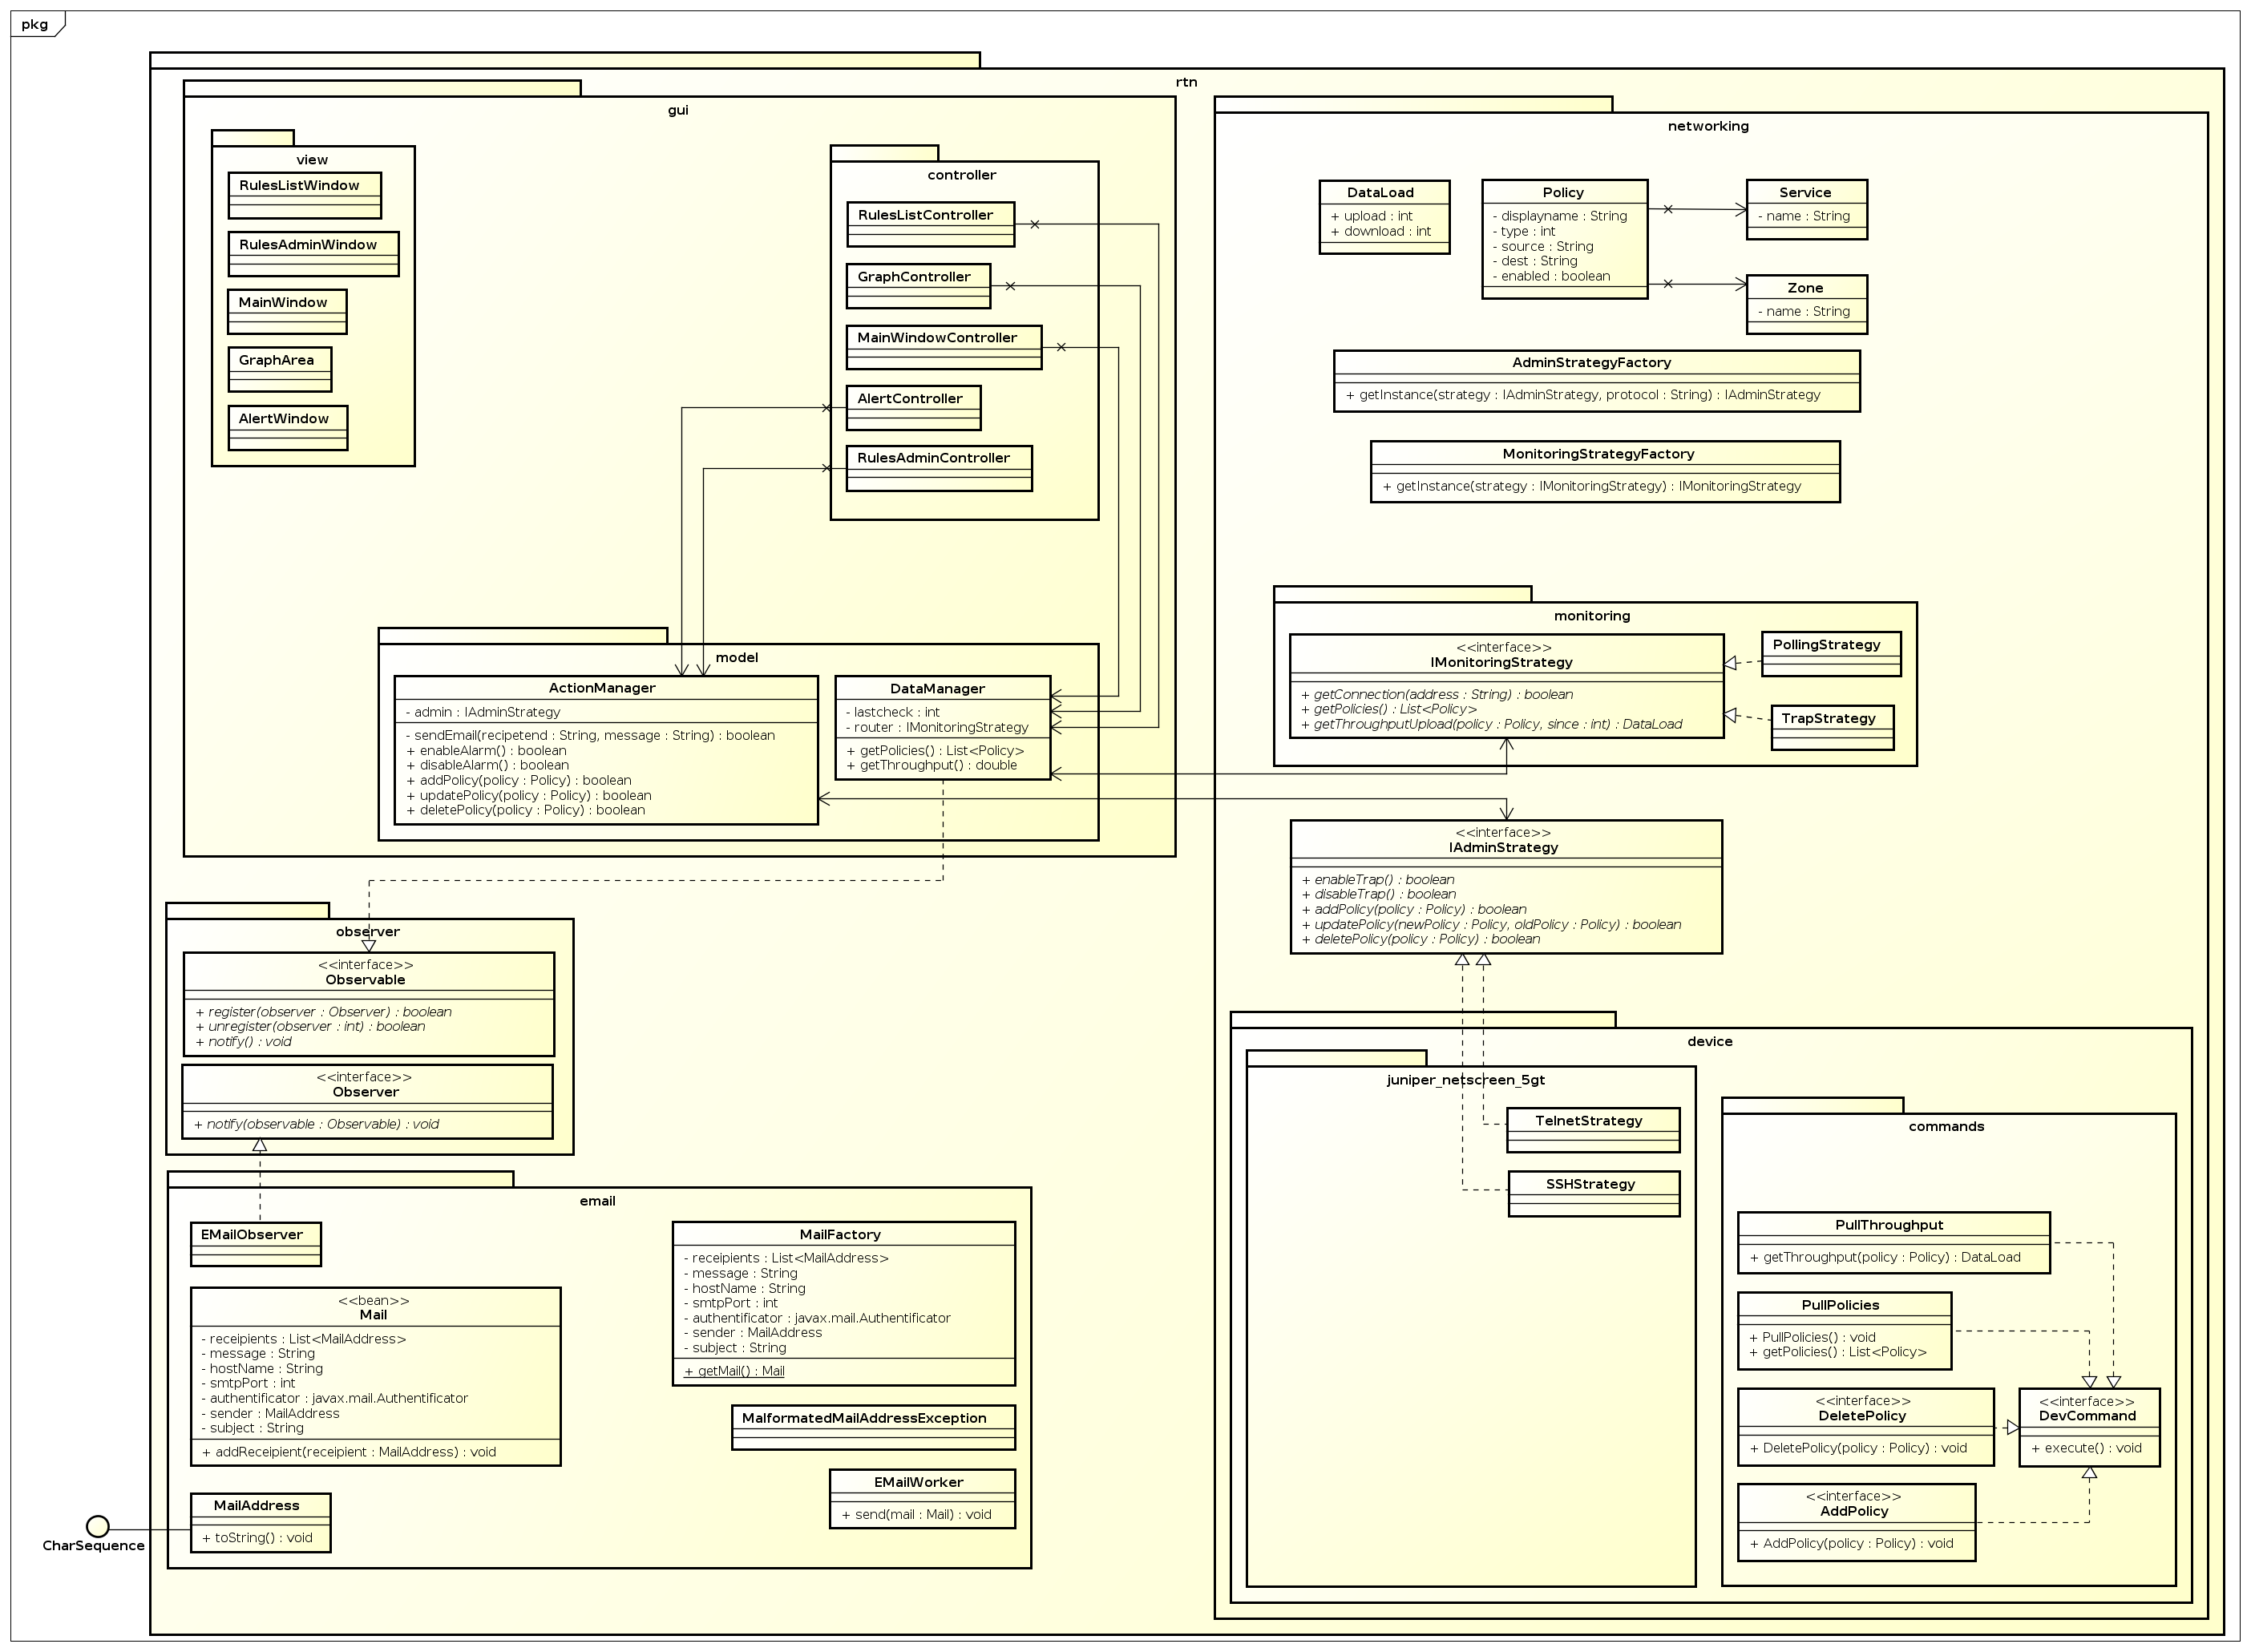 pkg
rtn
gui
view
RulesListWindow
RulesAdminWindow
MainWindow
GraphArea
AlertWindow
controller
RulesListController
GraphController
MainWindowController
AlertController
RulesAdminController
model
ActionManager
- admin : IAdminStrategy
- sendEmail(recipetend : String, message : String) : boolean
+ enableAlarm() : boolean
+ disableAlarm() : boolean
+ addPolicy(policy : Policy) : boolean
+ updatePolicy(policy : Policy) : boolean
+ deletePolicy(policy : Policy) : boolean
DataManager
- lastcheck : int
- router : IMonitoringStrategy
+ getPolicies() : List<Policy>
+ getThroughput() : double
observer
<<interface>>
Observable
+ register(observer : Observer) : boolean
+ unregister(observer : int) : boolean
+ notify() : void
<<interface>>
Observer
+ notify(observable : Observable) : void
email
EMailObserver
<<bean>>
Mail
- receipients : List<MailAddress>
- message : String
- hostName : String
- smtpPort : int
- authentificator : javax.mail.Authentificator
- sender : MailAddress
- subject : String
+ addReceipient(receipient : MailAddress) : void
MailAddress
+ toString() : void
CharSequence
MailFactory
- receipients : List<MailAddress>
- message : String
- hostName : String
- smtpPort : int
- authentificator : javax.mail.Authentificator
- sender : MailAddress
- subject : String
+ getMail() : Mail
MalformatedMailAddressException
EMailWorker
+ send(mail : Mail) : void
networking
DataLoad
+ upload : int
+ download : int
Policy
- displayname : String
- type : int
- source : String
- dest : String
- enabled : boolean
Service
- name : String
Zone
- name : String
AdminStrategyFactory
+ getInstance(strategy : IAdminStrategy, protocol : String) : IAdminStrategy
MonitoringStrategyFactory
+ getInstance(strategy : IMonitoringStrategy) : IMonitoringStrategy
monitoring
<<interface>>
IMonitoringStrategy
+ getConnection(address : String) : boolean
+ getPolicies() : List<Policy>
+ getThroughputUpload(policy : Policy, since : int) : DataLoad
PollingStrategy
TrapStrategy
<<interface>>
IAdminStrategy
+ enableTrap() : boolean
+ disableTrap() : boolean
+ addPolicy(policy : Policy) : boolean
+ updatePolicy(newPolicy : Policy, oldPolicy : Policy) : boolean
+ deletePolicy(policy : Policy) : boolean
device
juniper_netscreen_5gt
TelnetStrategy
SSHStrategy
commands
PullThroughput
+ getThroughput(policy : Policy) : DataLoad
PullPolicies
+ PullPolicies() : void
+ getPolicies() : List<Policy>
<<interface>>
DeletePolicy
+ DeletePolicy(policy : Policy) : void
<<interface>>
DevCommand
+ execute() : void
<<interface>>
AddPolicy
+ AddPolicy(policy : Policy) : void